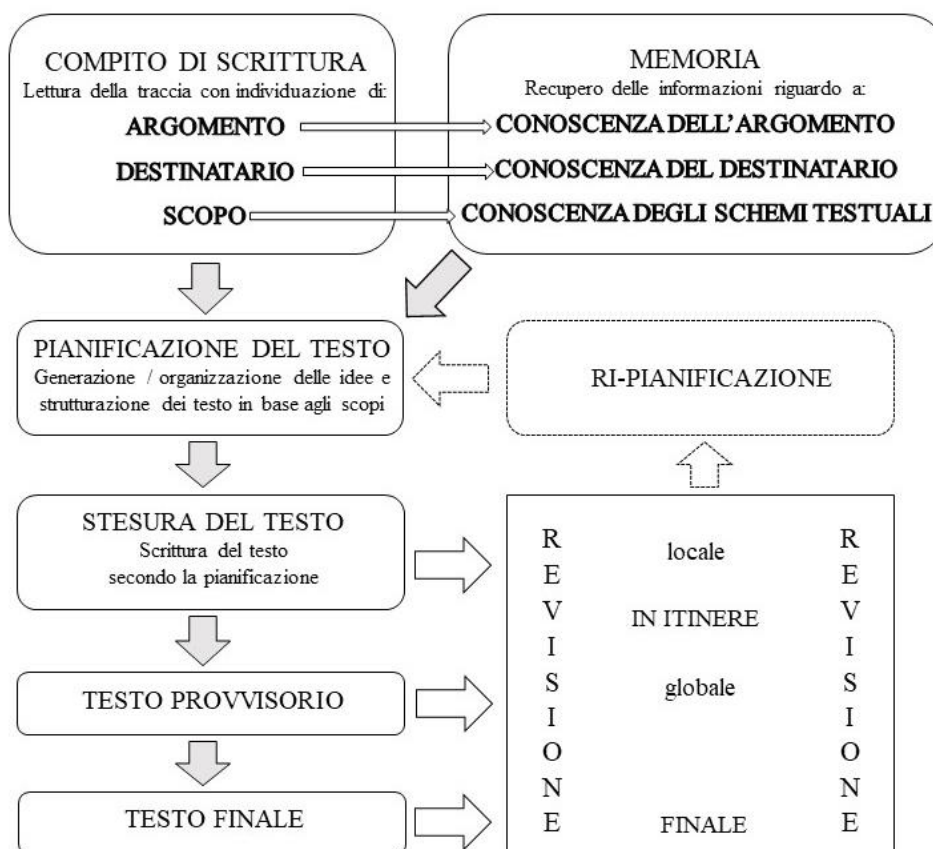 COMPITO DI SCRITTURA
Lettura della traccia con individuazione di:
ARGOMENTO
DESTINATARIO
SCOPO
MEMORIA
Recupero delle informazioni riguardo a:
CONOSCENZA DELL'ARGOMENTO
CONOSCENZA DEL DESTINATARIO
CONOSCENZA DEGLI SCHEMI TESTUALI
PIANIFICAZIONE DEL TESTO
Generazione / organizzazione delle idee e
strutturazione dei testo in base agli scopi
RI-PIANIFICAZIONE
STESURA DEL TESTO
Scrittura del testo
secondo la pianificazione
TESTO PROVVISORIO
TESTO FINALE
REVISIONE
locale
IN ITINERE
globale
FINALE
REVISIONE